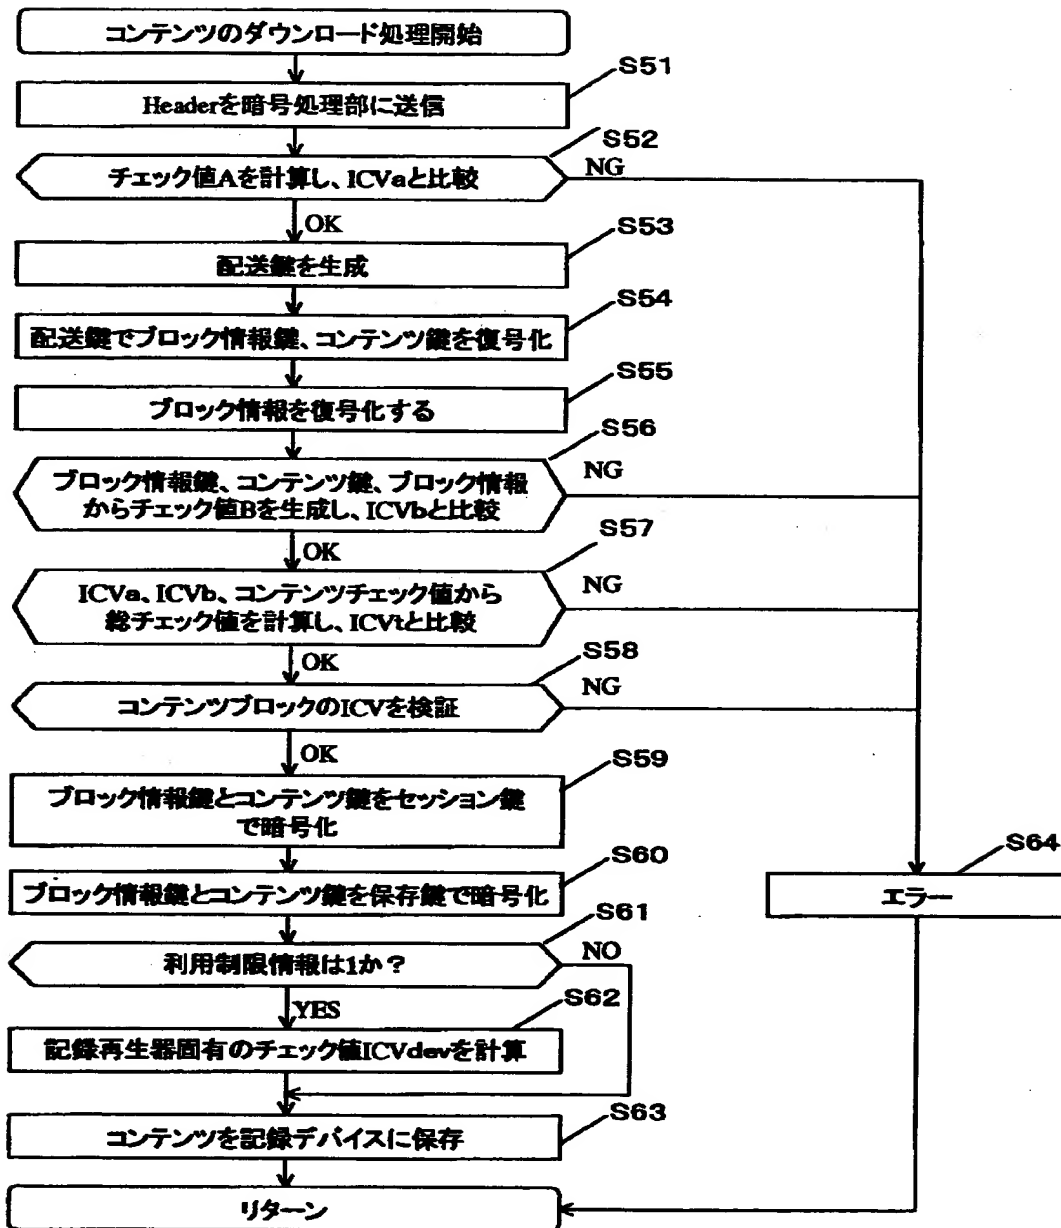 コンテンツのダウンロード処理開始
S51
Headerを暗号処理部に送信
S52
チェック値Aを計算し、ICVaと比較
NG
OK
S53
配送鍵を生成
S54
配送鍵でブロック情報鍵、コンテンツ鍵を復号化
S55
ブロック情報を復号化する
S56
ブロック情報鍵、コンテンツ鍵、ブロック情報
からチェック値Bを生成し、ICVbと比較
NG
OK
S57
ICVa、ICVb、コンテンツチェック値から
総チェック値を計算し、ICVtと比較
NG
OK
S58
コンテンツブロックのICVを検証
NG
OK
S59
ブロック情報鍵とコンテンツ鍵をセッション鍵
で暗号化
S60
ブロック情報鍵とコンテンツ鍵を保存鍵で暗号化
S64
エラー
S61
利用制限情報は1か？
NO
YES
S62
記録再生器固有のチェック値ICVdevを計算
S63
コンテンツを記録デバイスに保存
リターン